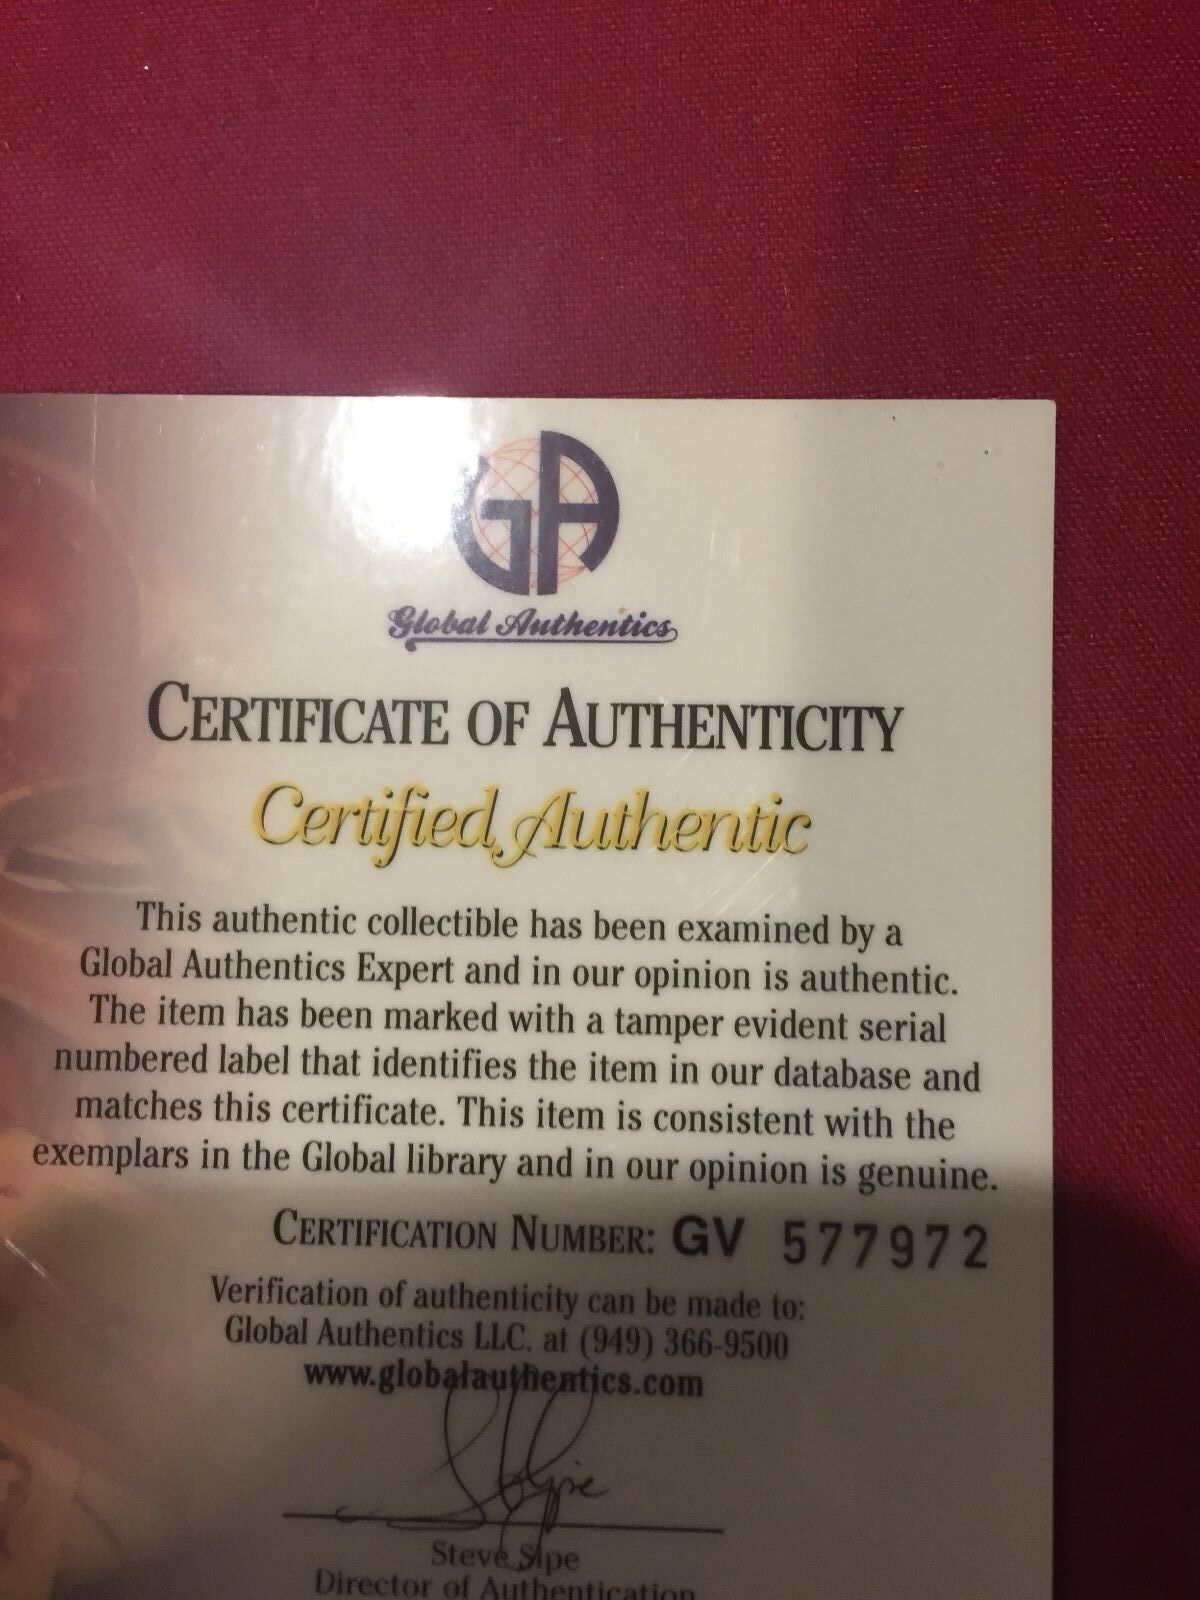 GA
Global Authentics
CERTIFICATE OF AUTHENTICITY
Certified Authentic
This authentic collectible has been examined by a
Global Authentics Expert and in our opinion is authentic.
The item has been marked with a tamper evident serial
numbered label that identifies the item in our database and
matches this certificate. This item is consistent with the
exemplars in the Global library and in our opinion is genuine.
CERTIFICATION NUMBER: GV 577972
Verification of authenticity can be made to:
Global Authentics LLC. at (949) 366-9500
www.globalauthentics.com
Steve Sipe
Director of Authentication